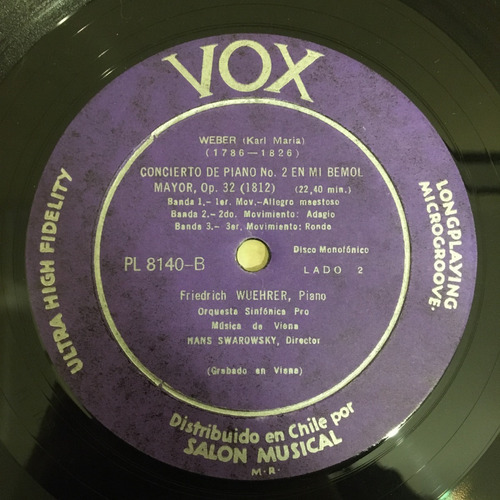 VOX
WEBER (Karl Maria)
(1786—1826)
CONCIERTO DE PIANO No. 2 EN MI BEMOL
MAYOR, Op. 32 (1812) (22,40 min.)
Banda 1.- 1er. Mov.-Allegro maestoso
Banda 2.- 2do. Movimiento: Adagio
Banda 3.- 3er. Movimiento: Rondo
Disco Monofónico
PL 8140-B
LADO 2
Friedrich WUEHRER, Piano
Orquesta Sinfónica Pro
Música de Viena
HANS SWAROWSKY, Director
(Grabado en Viena)
ULTRA HIGH FIDELITY
LONGPLAYING
MICROGROOVE.
Distribuido en Chile por
SALON MUSICAL
M.R.